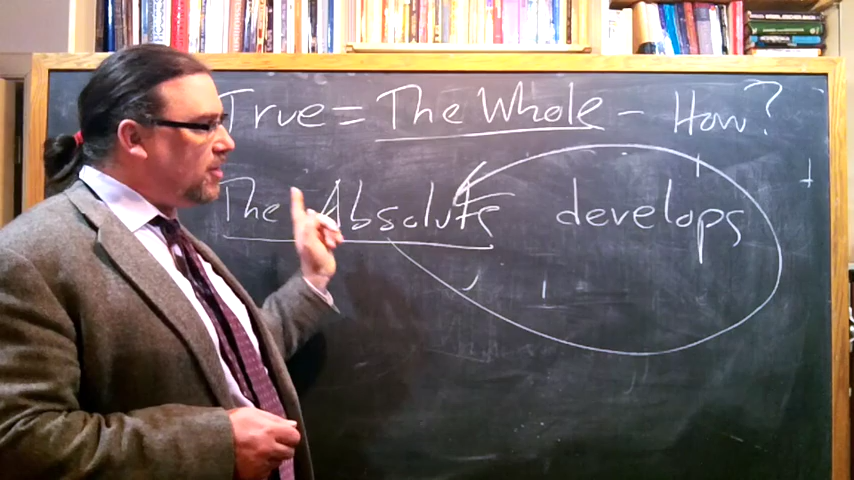 True = The Whole – How?
The Absolute develops